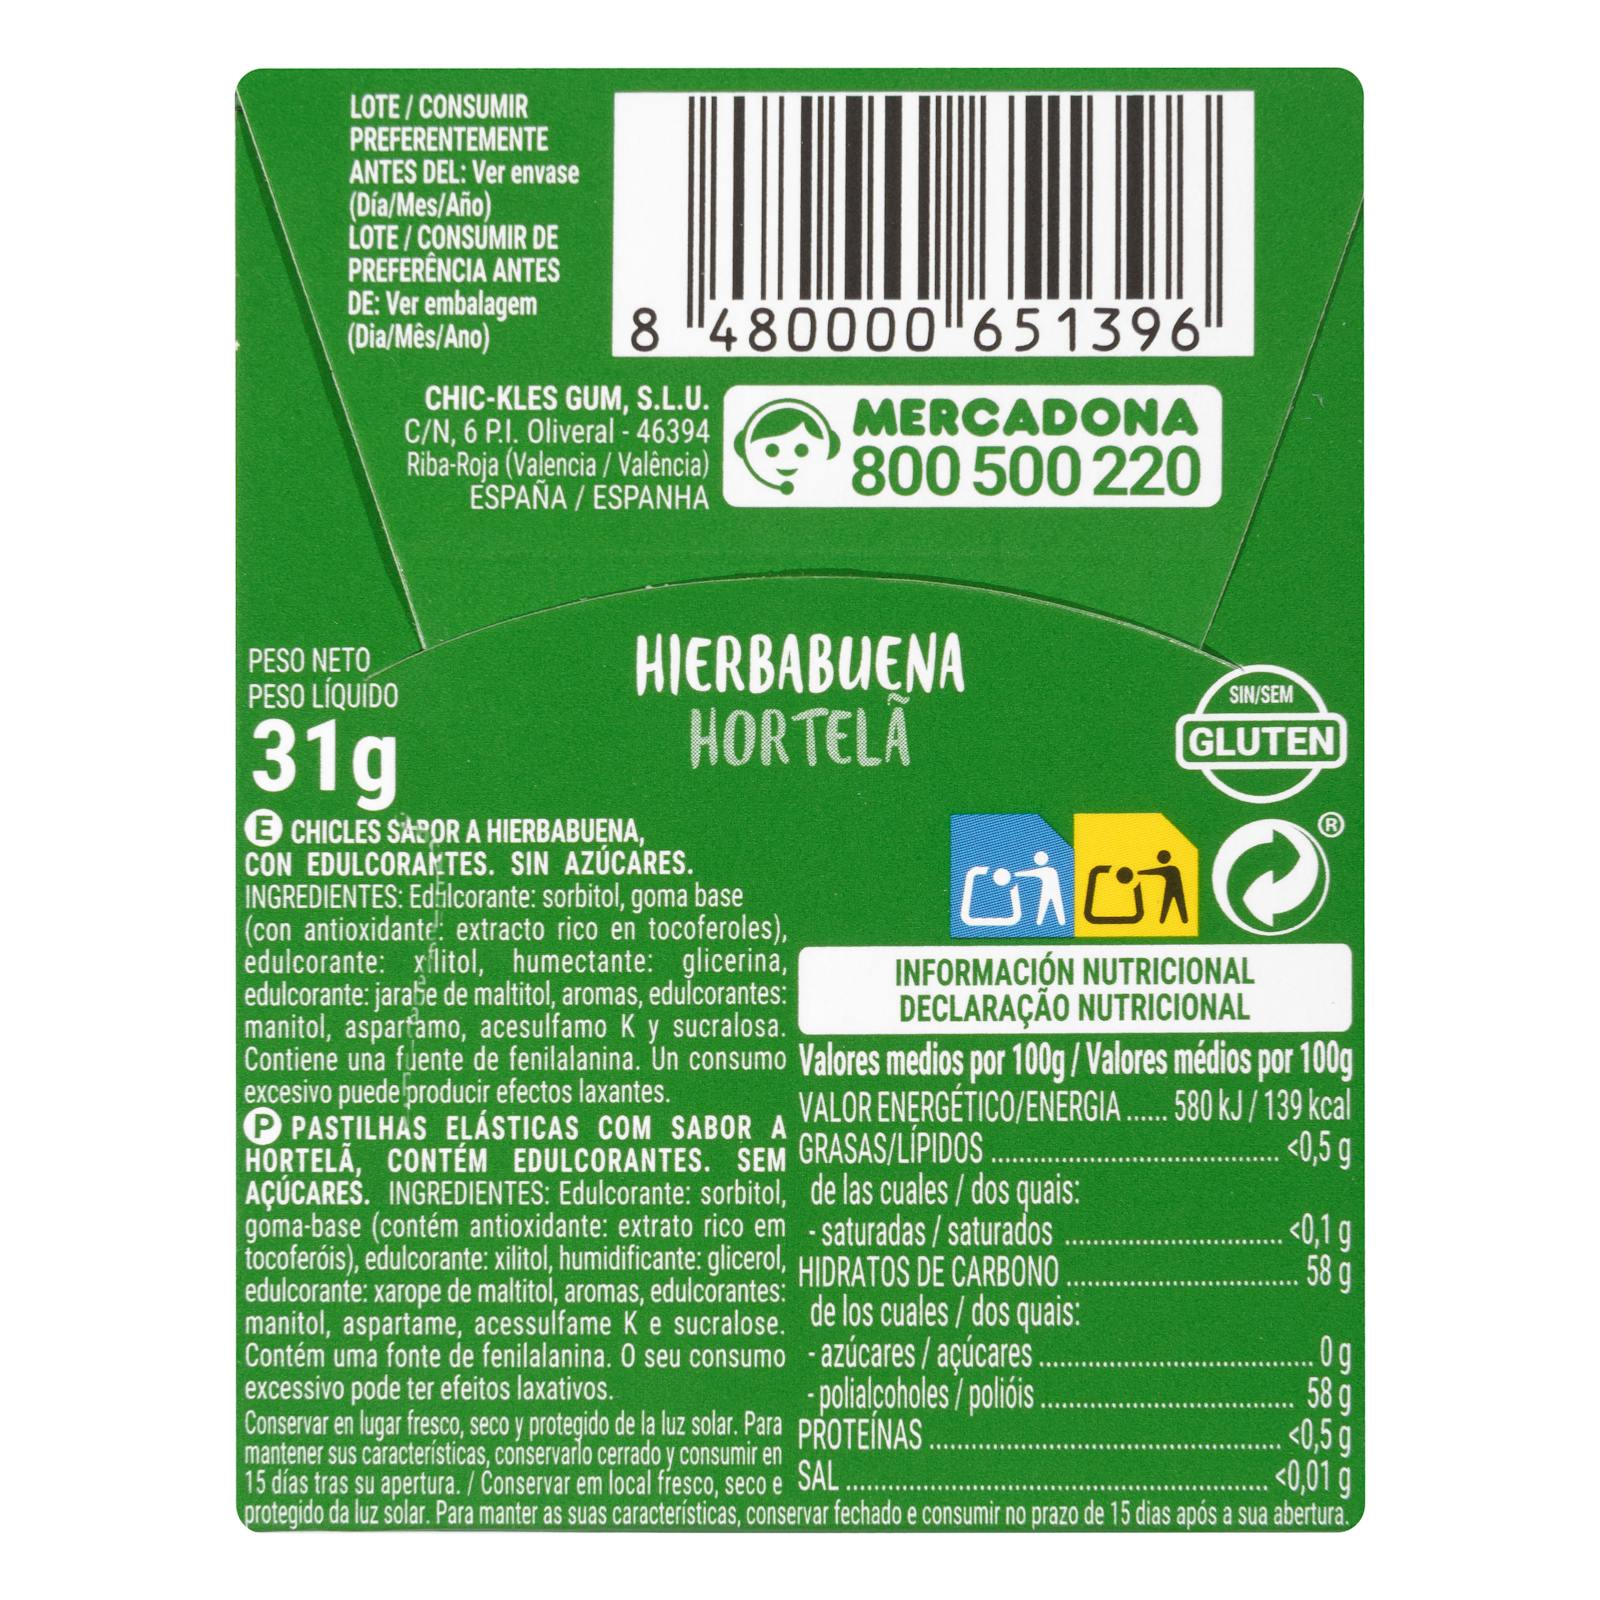 LOTE / CONSUMIR
PREFERENTEMENTE
ANTES DEL: Ver envase
(Día/Mes/Año)
LOTE / CONSUMIR DE
PREFERÊNCIA ANTES
DE: Ver embalagem
(Dia/Mês/Ano)
8 480000 651396
CHIC-KLES GUM, S.L.U.
C/N, 6 P.I. Oliveral - 46394
Riba-Roja (Valencia / Valência)
ESPAÑA / ESPANHA
MERCADONA
800 500 220
PESO NETO
PESO LÍQUIDO
31g
HIERBABUENA
HORTELÃ
SIN/SEM
GLUTEN
E CHICLES SABOR A HIERBABUENA,
CON EDULCORANTES. SIN AZÚCARES.
INGREDIENTES: Edulcorante: sorbitol, goma base
(con antioxidante: extracto rico en tocoferoles),
edulcorante: xilitol, humectante: glicerina,
edulcorante: jarabe de maltitol, aromas, edulcorantes:
manitol, aspartamo, acesulfamo K y sucralosa.
Contiene una fuente de fenilalanina. Un consumo
excesivo puede producir efectos laxantes.
P PASTILHAS ELÁSTICAS COM SABOR A
HORTELÃ, CONTÉM EDULCORANTES. SEM
AÇÚCARES. INGREDIENTES: Edulcorante: sorbitol,
goma-base (contém antioxidante: extrato rico em
tocoferóis), edulcorante: xilitol, humidificante: glicerol,
edulcorante: xarope de maltitol, aromas, edulcorantes:
manitol, aspartame, acessulfame K e sucralose.
Contém uma fonte de fenilalanina. O seu consumo
excessivo pode ter efeitos laxativos.
Conservar en lugar fresco, seco y protegido de la luz solar. Para
mantener sus características, conservarlo cerrado y consumir en
15 días tras su apertura. / Conservar em local fresco, seco e
protegido da luz solar. Para manter as suas características, conservar fechado e consumir no prazo de 15 dias após a sua abertura.
®
INFORMACIÓN NUTRICIONAL
DECLARAÇÃO NUTRICIONAL
Valores medios por 100g / Valores médios por 100g
VALOR ENERGÉTICO/ENERGIA ...... 580 kJ / 139 kcal
GRASAS/LÍPIDOS ............................................ <0,5 g
de las cuales / dos quais:
- saturadas / saturados ................................. <0,1 g
HIDRATOS DE CARBONO ................................... 58 g
de los cuales / dos quais:
- azúcares / açúcares ......................................... 0 g
- polialcoholes / polióis ...................................... 58 g
PROTEÍNAS ..................................................... <0,5 g
SAL ................................................................ <0,01 g